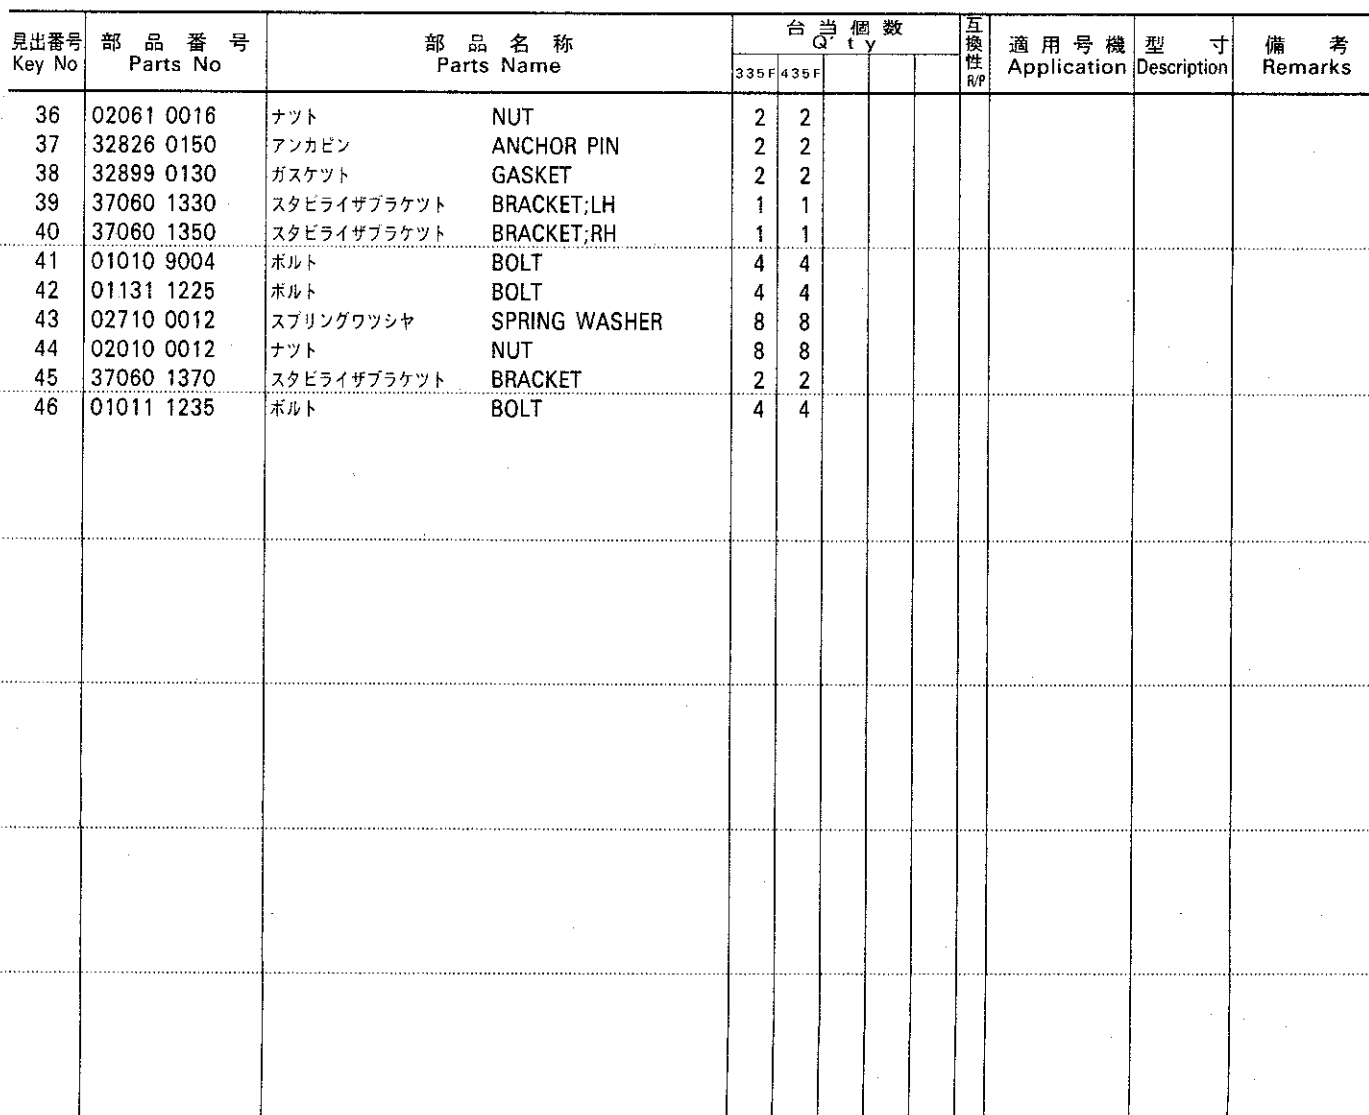 見出番号 部品番号 部品名称 台当個数 互換性 適用号機 型寸 備考
Key No Parts No Parts Name Q'ty R/P Application Description Remarks
335F 435F
36 02061 0016 ナツト NUT 2 2
37 32826 0150 アンカピン ANCHOR PIN 2 2
38 32899 0130 ガスケツト GASKET 2 2
39 37060 1330 スタビライザブラケツト BRACKET;LH 1 1
40 37060 1350 スタビライザブラケツト BRACKET;RH 1 1
41 01010 9004 ボルト BOLT 4 4
42 01131 1225 ボルト BOLT 4 4
43 02710 0012 スプリングワツシヤ SPRING WASHER 8 8
44 02010 0012 ナツト NUT 8 8
45 37060 1370 スタビライザブラケツト BRACKET 2 2
46 01011 1235 ボルト BOLT 4 4